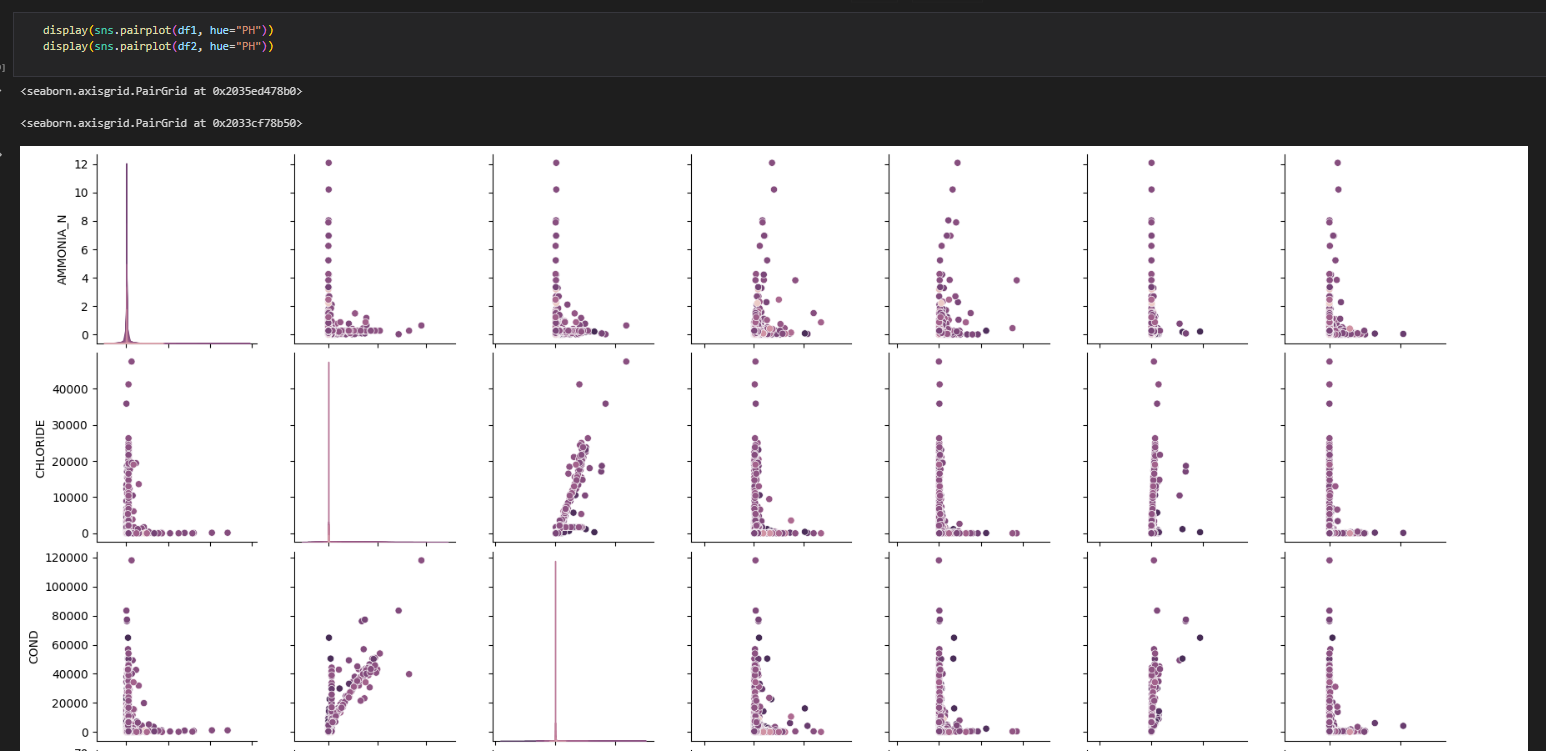 display(sns.pairplot(df1, hue="PH"))
display(sns.pairplot(df2, hue="PH"))
<seaborn.axisgrid.PairGrid at 0x2035ed478b0>
<seaborn.axisgrid.PairGrid at 0x2033cf78b50>
12
10
8
6
4
2
0
AMMONIA_N
40000
30000
20000
10000
0
CHLORIDE
120000
100000
80000
60000
40000
20000
0
COND